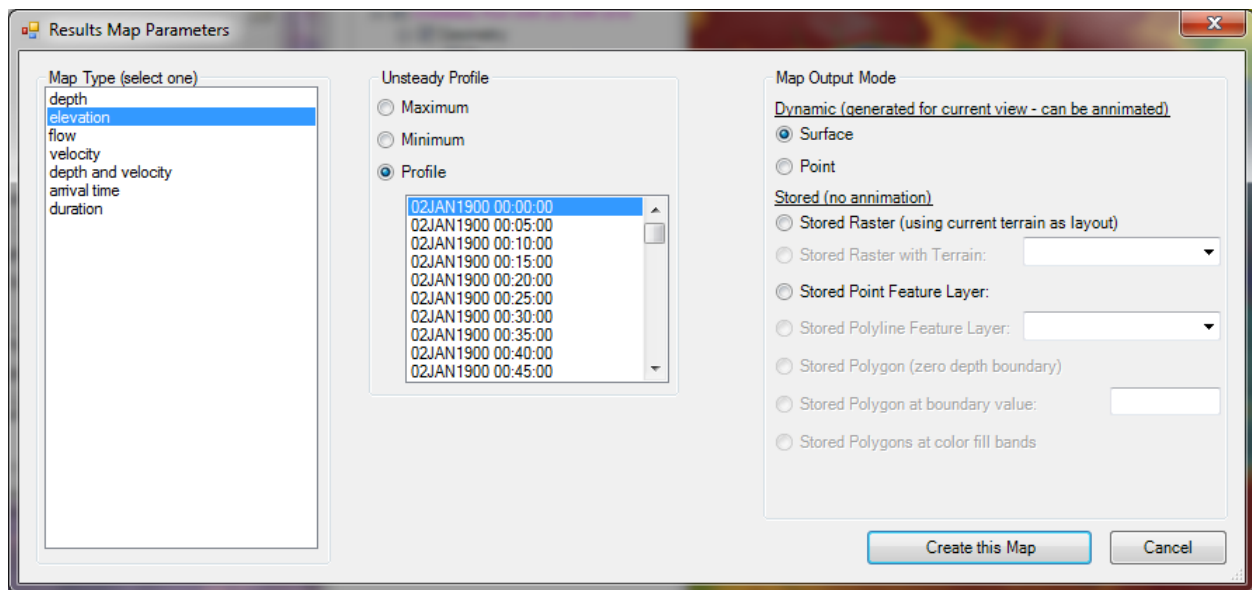 Results Map Parameters
Map Type (select one)
depth
elevation
flow
velocity
depth and velocity
arrival time
duration
Unsteady Profile
Maximum
Minimum
Profile
02JAN1900 00:00:00
02JAN1900 00:05:00
02JAN1900 00:10:00
02JAN1900 00:15:00
02JAN1900 00:20:00
02JAN1900 00:25:00
02JAN1900 00:30:00
02JAN1900 00:35:00
02JAN1900 00:40:00
02JAN1900 00:45:00
Map Output Mode
Dynamic (generated for current view - can be annimated)
Surface
Point
Stored (no annimation)
Stored Raster (using current terrain as layout)
Stored Raster with Terrain:
Stored Point Feature Layer:
Stored Polyline Feature Layer:
Stored Polygon (zero depth boundary)
Stored Polygon at boundary value:
Stored Polygons at color fill bands
Create this Map
Cancel